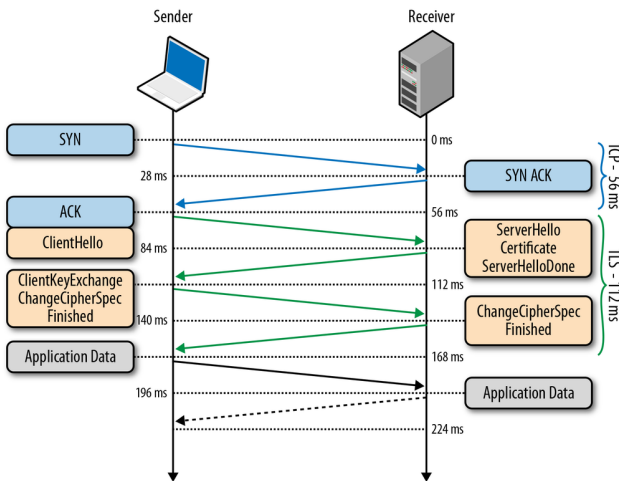 Sender
Receiver
SYN
0 ms
28 ms
SYN ACK
TCP - 56 ms
ACK
56 ms
ClientHello
84 ms
ServerHello
Certificate
ServerHelloDone
TLS - 112 ms
ClientKeyExchange
ChangeCipherSpec
Finished
112 ms
140 ms
ChangeCipherSpec
Finished
Application Data
168 ms
196 ms
Application Data
224 ms